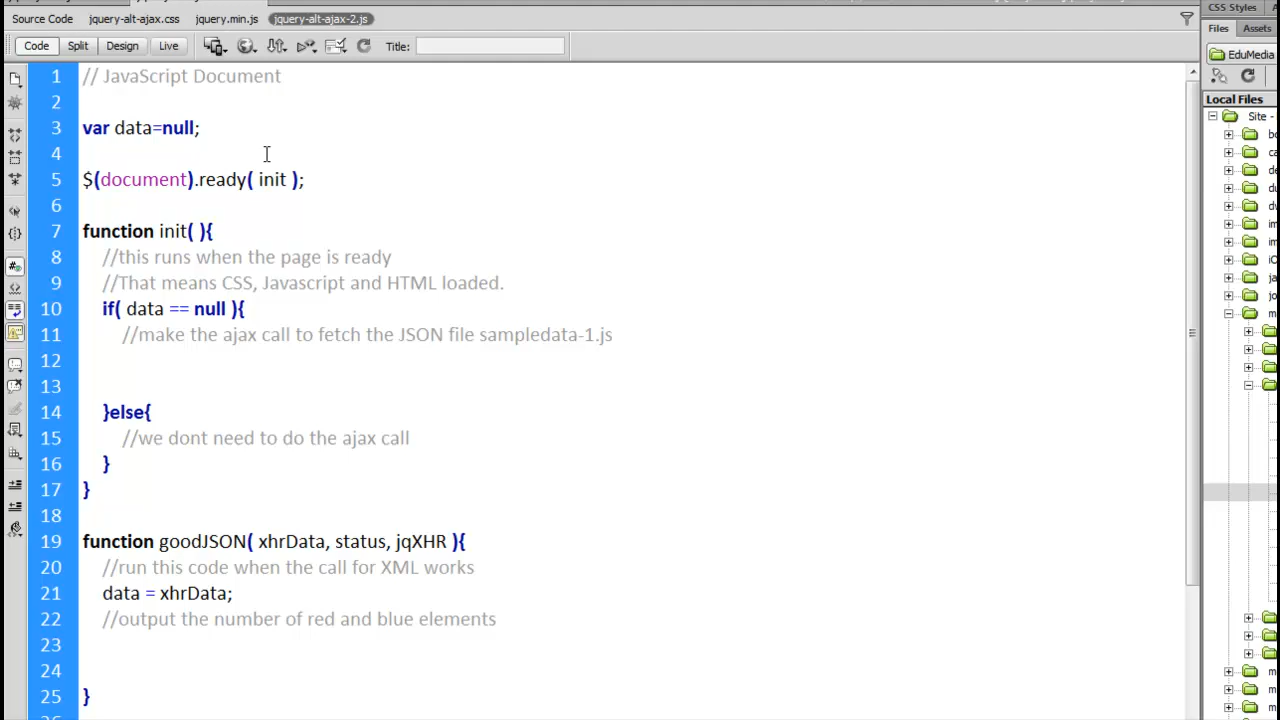 Source Code jquery-alt-ajax.css jquery.min.js jquery-alt-ajax-2.js
Code Split Design Live Title:
1 // JavaScript Document
2
3 var data=null;
4
5 $(document).ready( init );
6
7 function init( ){
8 //this runs when the page is ready
9 //That means CSS, Javascript and HTML loaded.
10 if( data == null ){
11 //make the ajax call to fetch the JSON file sampledata-1.js
12
13
14 }else{
15 //we dont need to do the ajax call
16 }
17 }
18
19 function goodJSON( xhrData, status, jqXHR ){
20 //run this code when the call for XML works
21 data = xhrData;
22 //output the number of red and blue elements
23
24
25 }
CSS Styles
Files Assets
EduMedia
Local Files
Site -